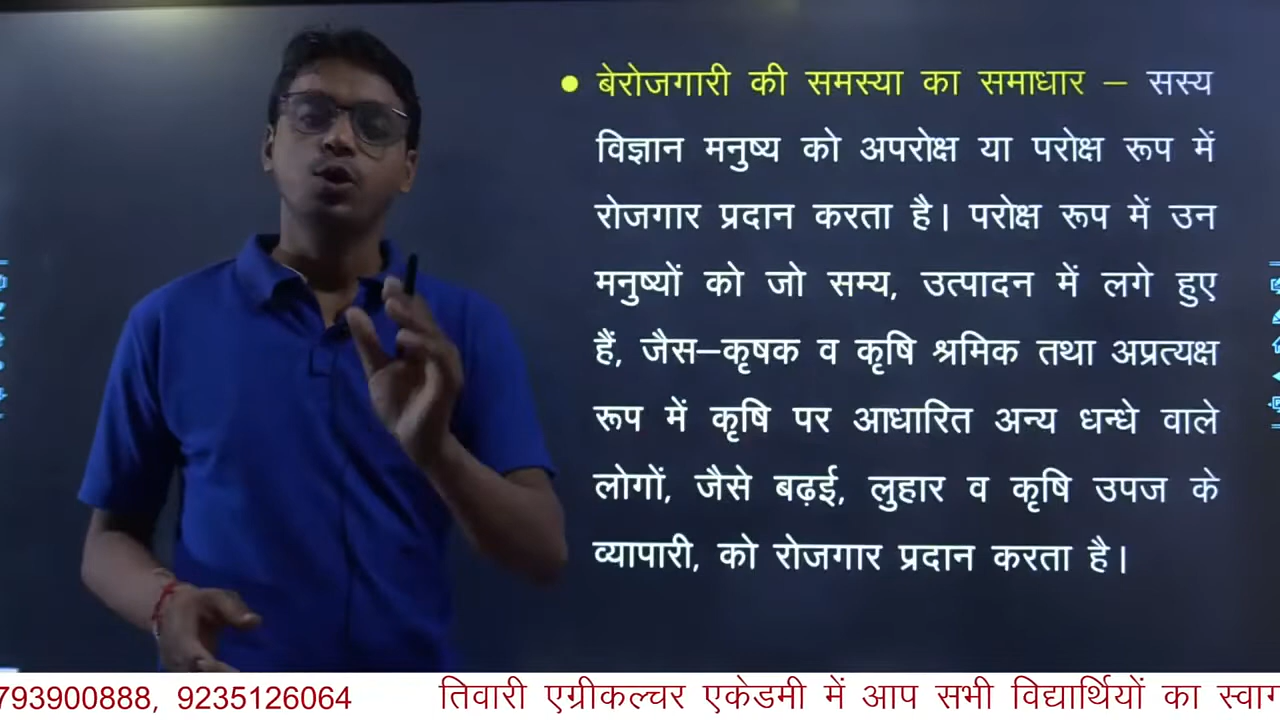 ● बेरोजगारी की समस्या का समाधार – सस्य
विज्ञान मनुष्य को अपरोक्ष या परोक्ष रूप में
रोजगार प्रदान करता है। परोक्ष रूप में उन
मनुष्यों को जो सम्य, उत्पादन में लगे हुए
हैं, जैस–कृषक व कृषि श्रमिक तथा अप्रत्यक्ष
रूप में कृषि पर आधारित अन्य धन्धे वाले
लोगों, जैसे बढ़ई, लुहार व कृषि उपज के
व्यापारी, को रोजगार प्रदान करता है।
793900888, 9235126064 तिवारी एग्रीकल्चर एकेडमी में आप सभी विद्यार्थियों का